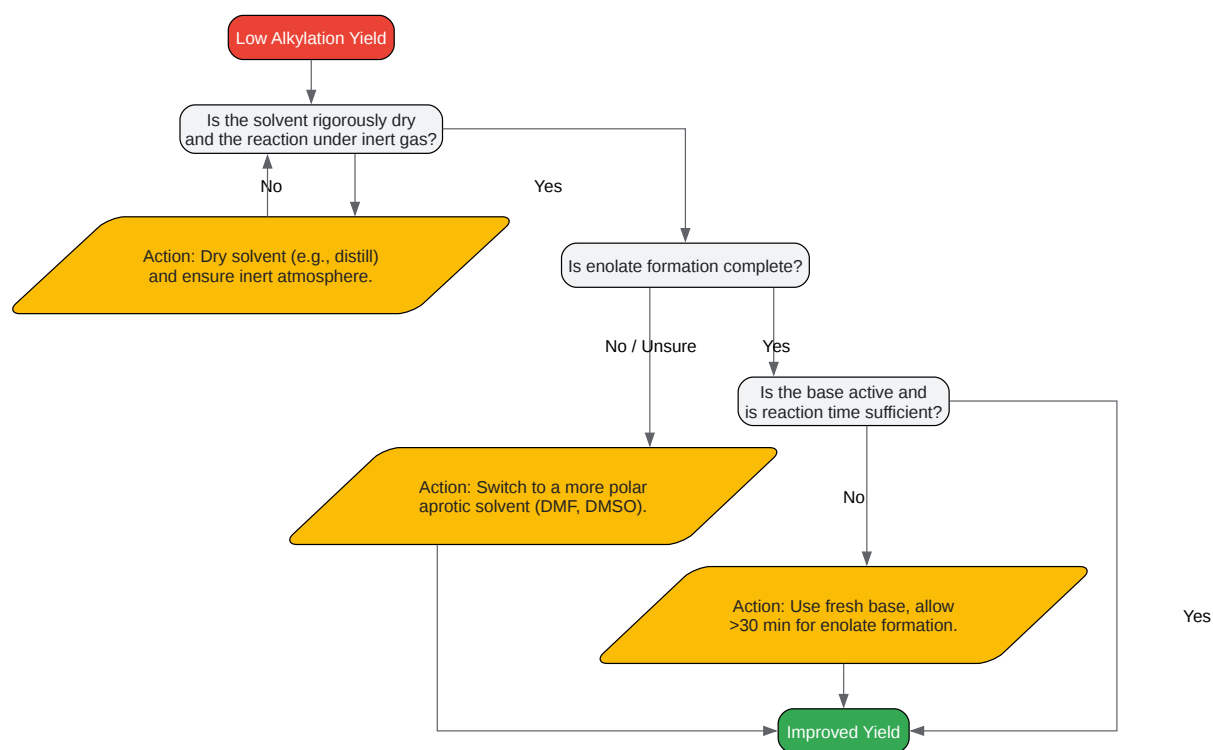 Low Alkylation Yield
Is the solvent rigorously dry
and the reaction under inert gas?
No
Yes
Action: Dry solvent (e.g., distill)
and ensure inert atmosphere.
Is enolate formation complete?
No / Unsure
Yes
Is the base active and
is reaction time sufficient?
Action: Switch to a more polar
aprotic solvent (DMF, DMSO).
No
Action: Use fresh base, allow
>30 min for enolate formation.
Yes
Improved Yield